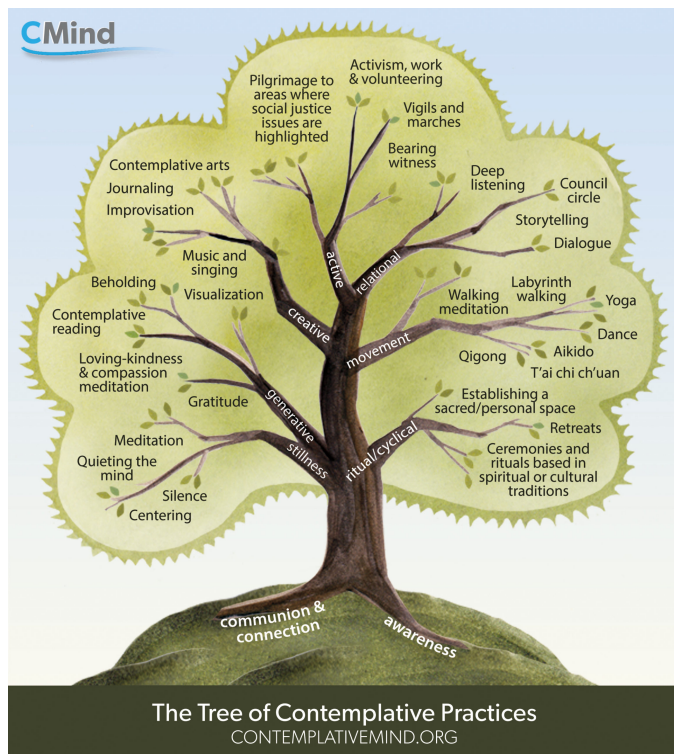 CMind
Activism, work
& volunteering
Pilgrimage to
areas where
social justice
issues are
highlighted
Vigils and
marches
Bearing
witness
Deep
listening
Council
circle
Storytelling
Dialogue
Contemplative arts
Journaling
Improvisation
Music and
singing
active
relational
Beholding
Visualization
Contemplative
reading
creative
Loving-kindness
& compassion
meditation
Gratitude
generative
Walking
meditation
Labyrinth
walking
Yoga
Dance
movement
Qigong
Aikido
T'ai chi ch'uan
Meditation
Quieting the
mind
Silence
Centering
stillness
ritual/cyclical
Establishing a
sacred/personal space
Retreats
Ceremonies and
rituals based in
spiritual or cultural
traditions
communion &
connection
awareness
The Tree of Contemplative Practices
CONTEMPLATIVEMIND.ORG